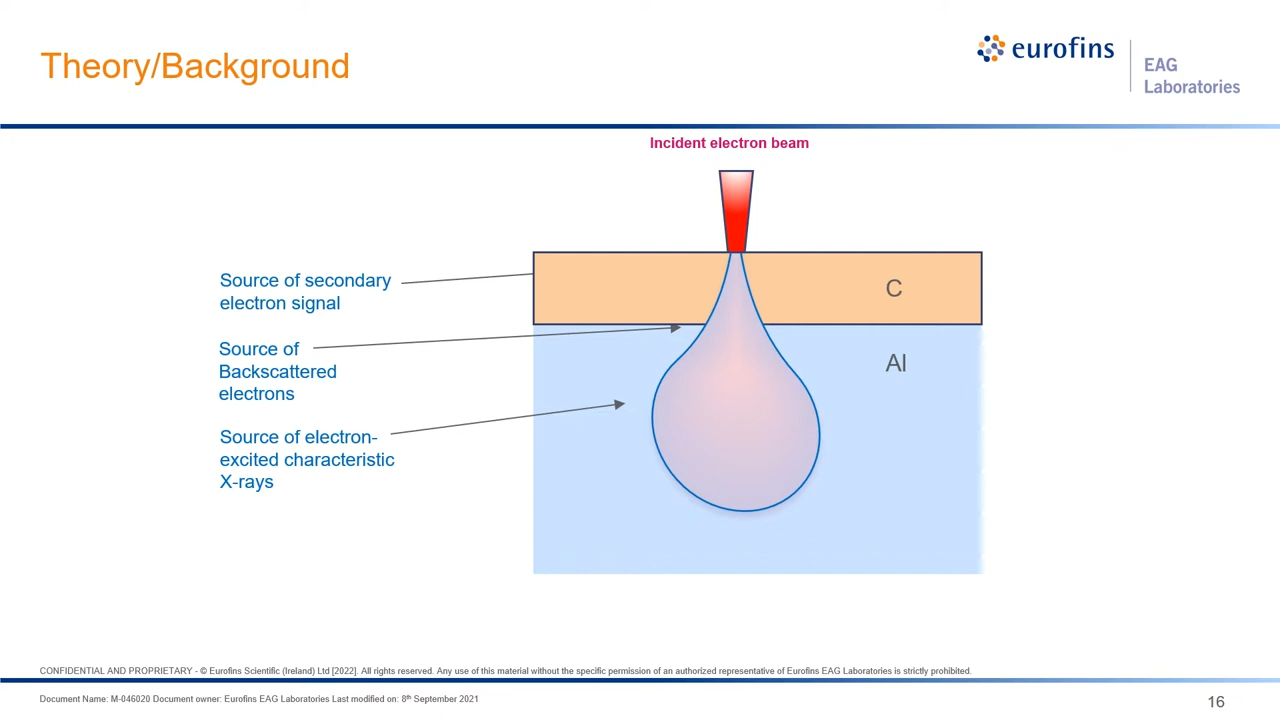 Theory/Background
eurofins
EAG
Laboratories
Incident electron beam
Source of secondary
electron signal
C
Source of
Backscattered
electrons
Al
Source of electron-
excited characteristic
X-rays
CONFIDENTIAL AND PROPRIETARY - © Eurofins Scientific (Ireland) Ltd [2022]. All rights reserved. Any use of this material without the specific permission of an authorized representative of Eurofins EAG Laboratories is strictly prohibited.
Document Name: M-046020 Document owner: Eurofins EAG Laboratories Last modified on: 8th September 2021
16